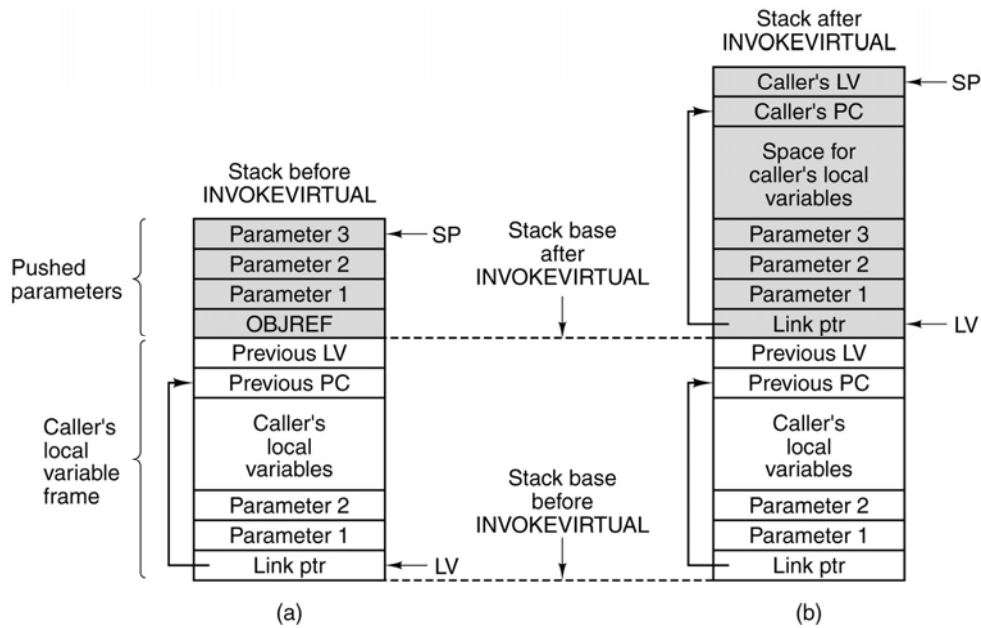 Stack after
INVOKEVIRTUAL
Caller's LV
SP
Caller's PC
Space for
caller's local
variables
Stack before
INVOKEVIRTUAL
Parameter 3
SP
Parameter 2
Parameter 1
OBJREF
Pushed
parameters
Stack base
after
INVOKEVIRTUAL
Parameter 3
Parameter 2
Parameter 1
Link ptr
LV
Previous LV
Previous PC
Caller's
local
variables
Parameter 2
Parameter 1
Link ptr
LV
Caller's
local
variable
frame
Stack base
before
INVOKEVIRTUAL
Previous LV
Previous PC
Caller's
local
variables
Parameter 2
Parameter 1
Link ptr
(a)
(b)